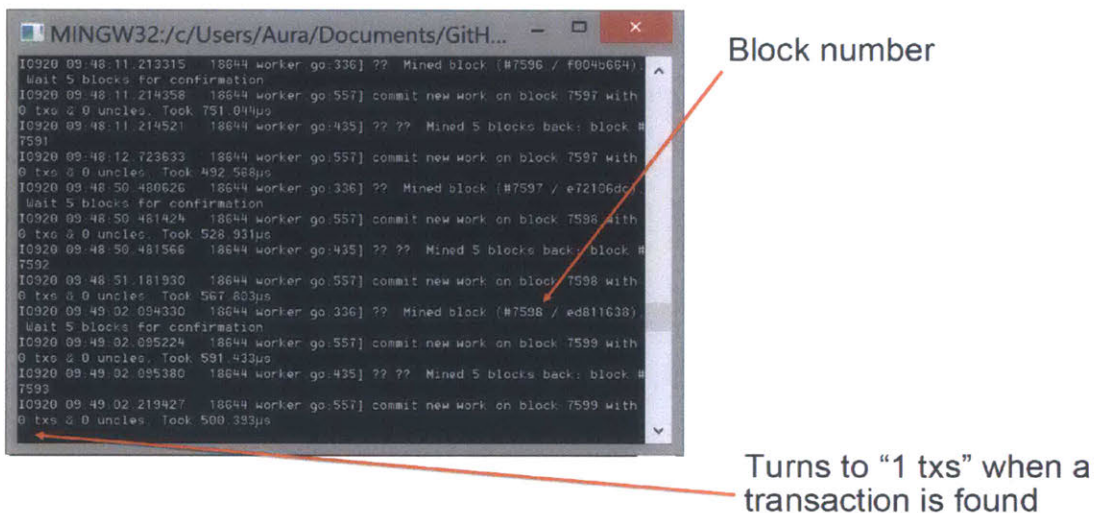 MINGW32:/c/Users/Aura/Documents/GitH...
I0920 09:48:11.213315 18644 worker.go:336] ?? Mined block (#7596 / f004b664).
Wait 5 blocks for confirmation
I0920 09:48:11.214358 18644 worker.go:557] commit new work on block 7597 with
0 txs & 0 uncles. Took 751.044µs
I0920 09:48:11.214521 18644 worker.go:435] ?? ?? Mined 5 blocks back: block #
7591
I0920 09:48:12.723633 18644 worker.go:557] commit new work on block 7597 with
0 txs & 0 uncles. Took 492.568µs
I0920 09:48:50.480626 18644 worker.go:336] ?? Mined block (#7597 / e72106dc).
Wait 5 blocks for confirmation
I0920 09:48:50.481424 18644 worker.go:557] commit new work on block 7598 with
0 txs & 0 uncles. Took 528.931µs
I0920 09:48:50.481566 18644 worker.go:435] ?? ?? Mined 5 blocks back: block #
7592
I0920 09:48:51.181930 18644 worker.go:557] commit new work on block 7598 with
0 txs & 0 uncles. Took 567.803µs
I0920 09:49:02.094330 18644 worker.go:336] ?? Mined block (#7598 / ed811638).
Wait 5 blocks for confirmation
I0920 09:49:02.095224 18644 worker.go:557] commit new work on block 7599 with
0 txs & 0 uncles. Took 591.433µs
I0920 09:49:02.095380 18644 worker.go:435] ?? ?? Mined 5 blocks back: block #
7593
I0920 09:49:02.219427 18644 worker.go:557] commit new work on block 7599 with
0 txs & 0 uncles. Took 500.393µs
Block number
Turns to “1 txs” when a
transaction is found